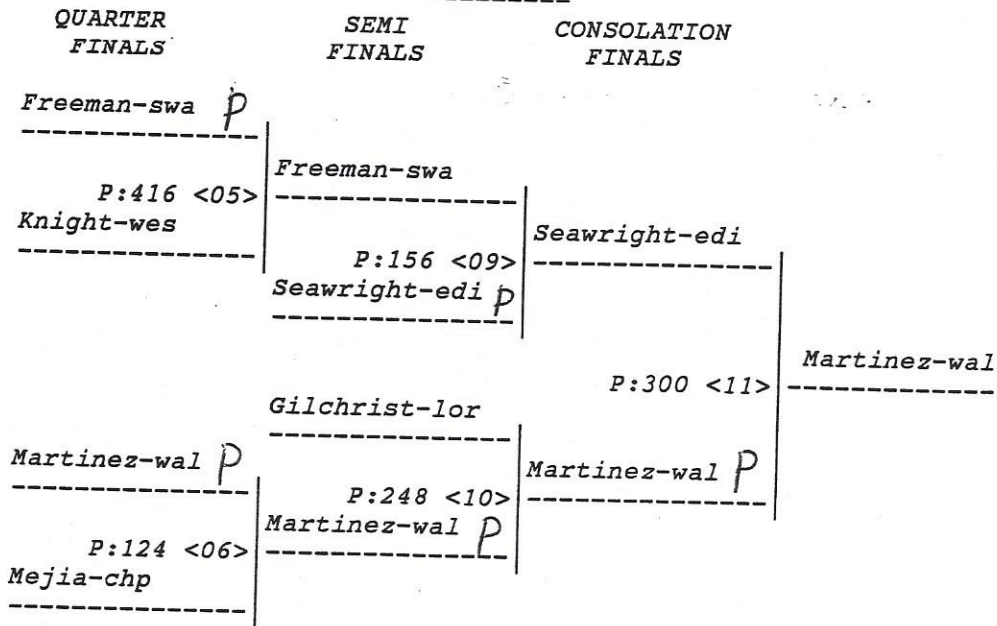 QUARTER FINALS
SEMI FINALS
CONSOLATION FINALS
Freeman-swa P
Freeman-swa
P:416 <05>
Knight-wes
Seawright-edi
P:156 <09>
Seawright-edi P
Martinez-wal
P:300 <11>
Gilchrist-lor
Martinez-wal P
Martinez-wal P
P:248 <10>
Martinez-wal P
P:124 <06>
Mejia-chp